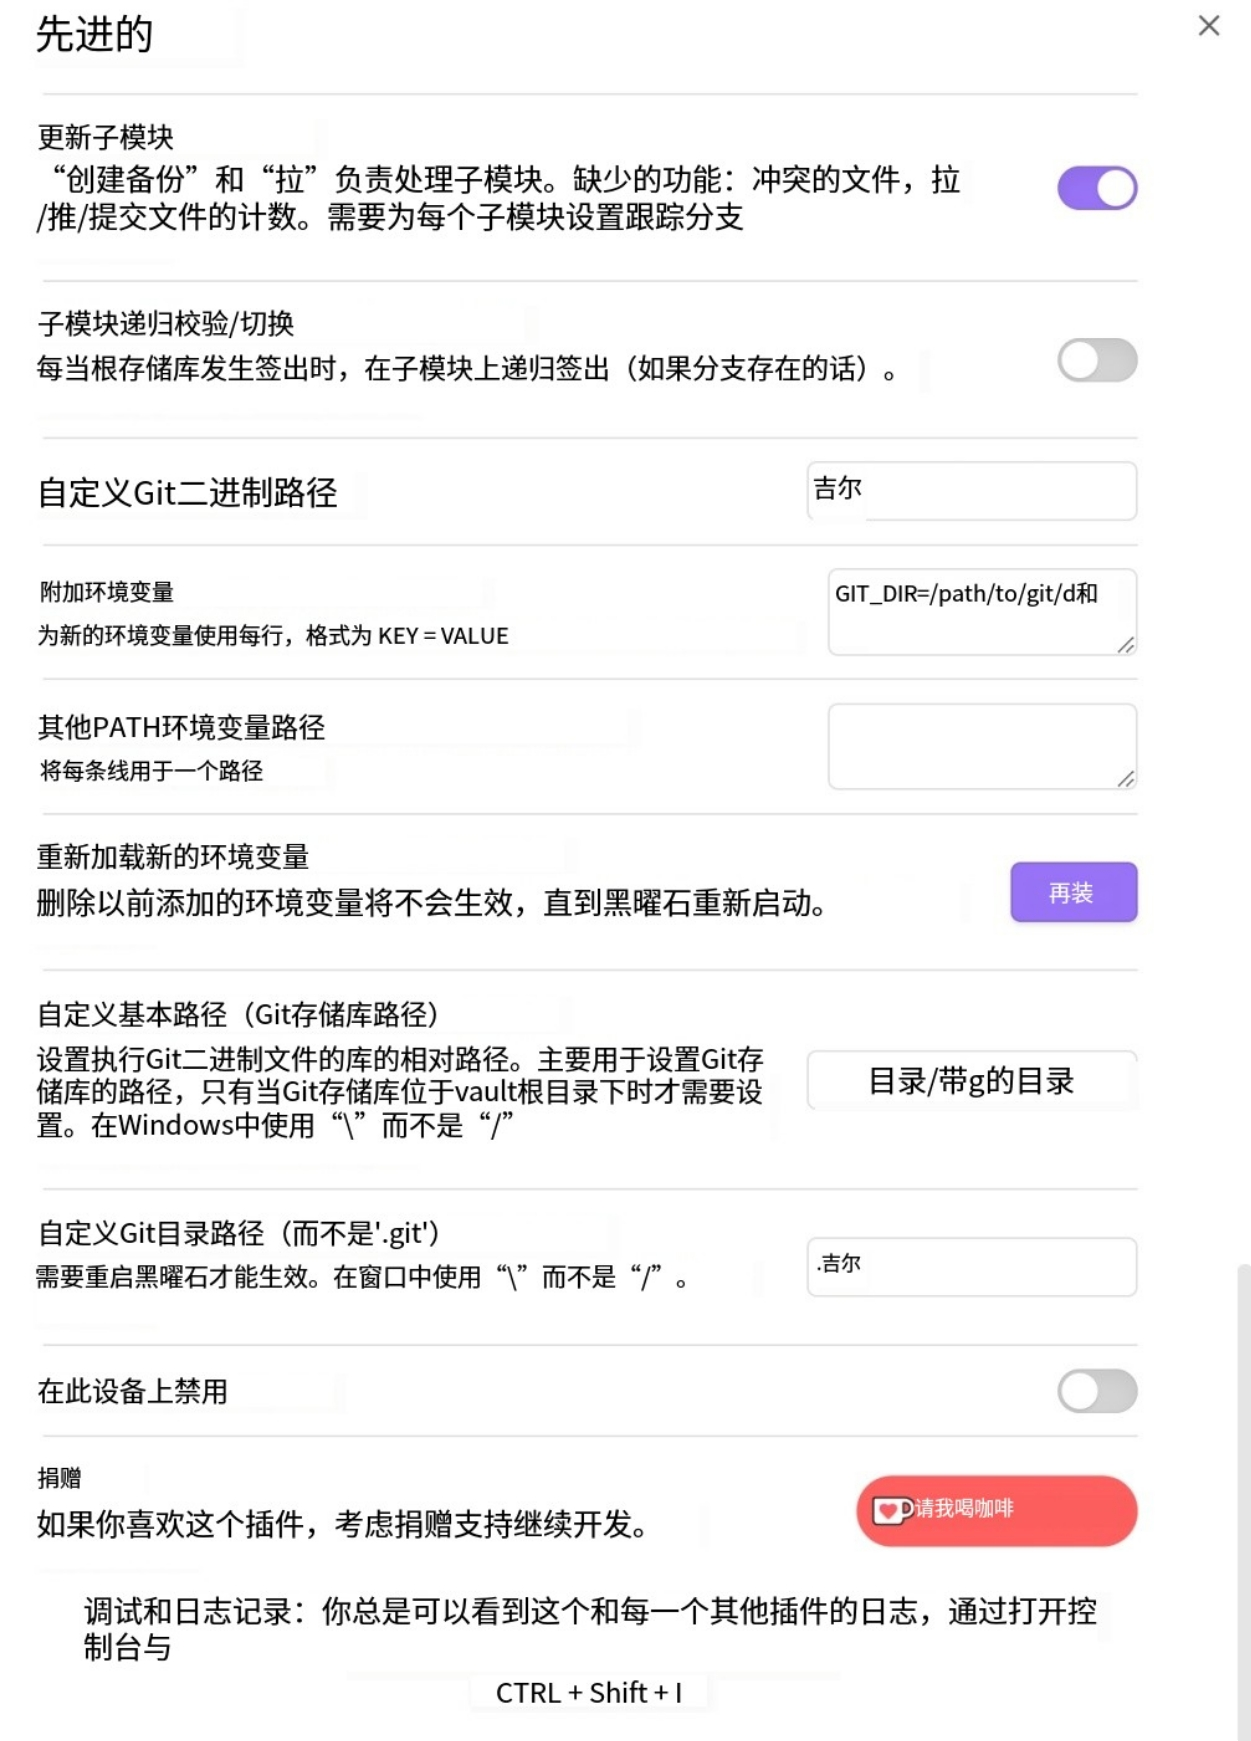 先进的
更新子模块
“创建备份”和“拉”负责处理子模块。缺少的功能：冲突的文件，拉
/推/提交文件的计数。需要为每个子模块设置跟踪分支
子模块递归校验/切换
每当根存储库发生签出时，在子模块上递归签出（如果分支存在的话）。
自定义Git二进制路径
吉尔
附加环境变量
为新的环境变量使用每行，格式为 KEY = VALUE
GIT_DIR=/path/to/git/d和
其他PATH环境变量路径
将每条线用于一个路径
重新加载新的环境变量
删除以前添加的环境变量将不会生效，直到黑曜石重新启动。
再装
自定义基本路径（Git存储库路径）
设置执行Git二进制文件的库的相对路径。主要用于设置Git存
储库的路径，只有当Git存储库位于vault根目录下时才需要设
置。在Windows中使用“\”而不是“/”
目录/带g的目录
自定义Git目录路径（而不是'.git'）
需要重启黑曜石才能生效。在窗口中使用“\”而不是“/”。
.吉尔
在此设备上禁用
捐赠
如果你喜欢这个插件，考虑捐赠支持继续开发。
请我喝咖啡
调试和日志记录：你总是可以看到这个和每一个其他插件的日志，通过打开控
制台与
CTRL + Shift + I